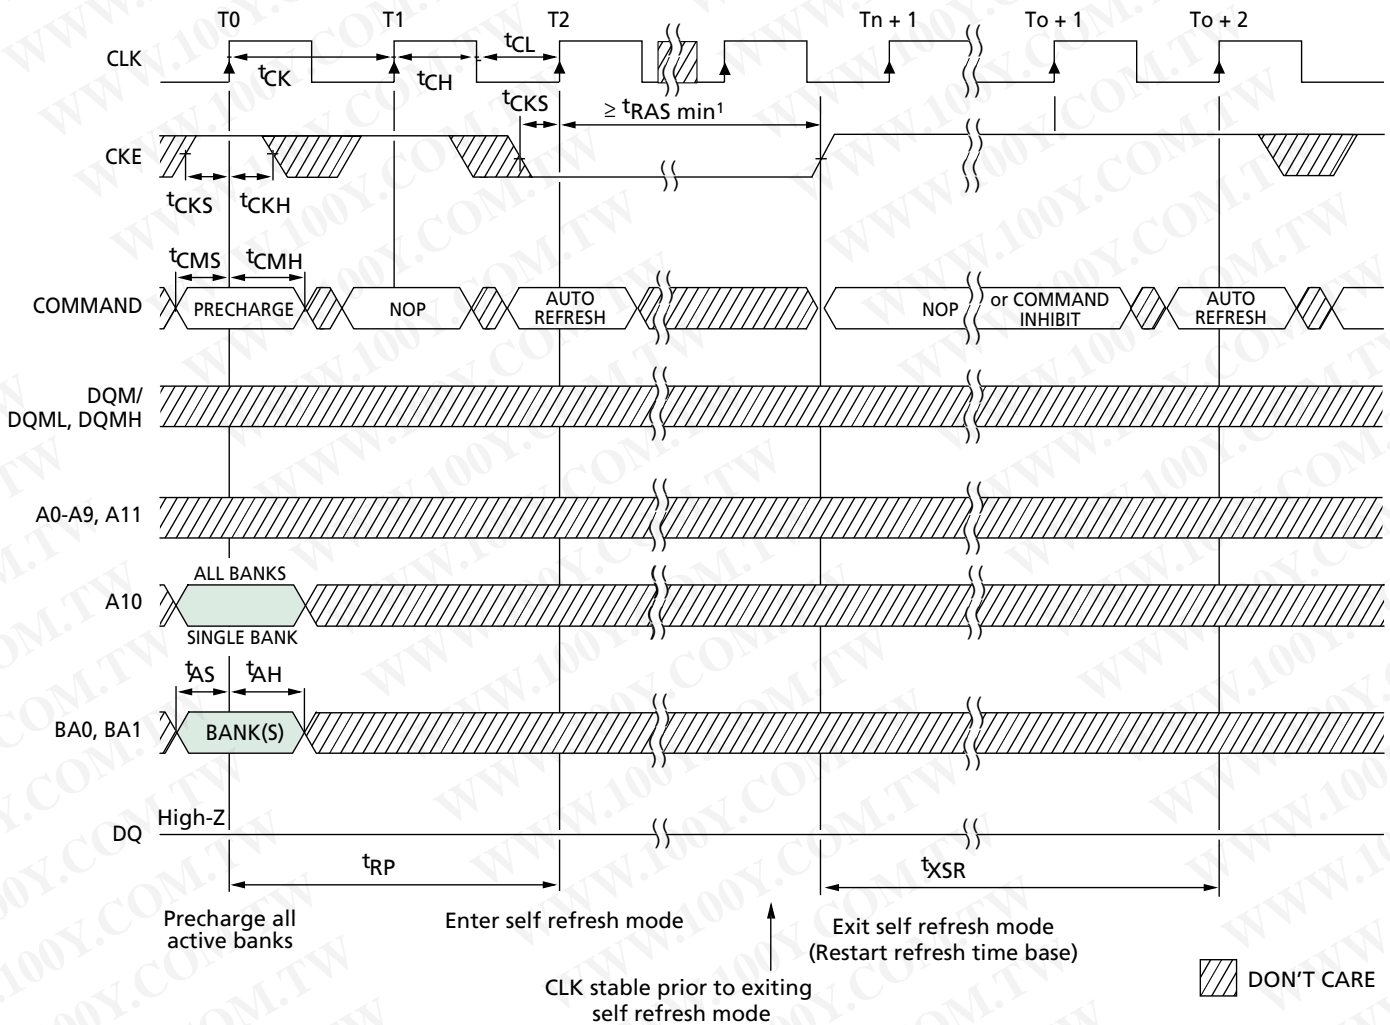 T0 T1 T2 Tn + 1 To + 1 To + 2
CLK
tCK tCH tCL
tCKS ≥ tRAS min1
CKE
tCKS tCKH
tCMS tCMH
COMMAND PRECHARGE NOP AUTO REFRESH NOP or COMMAND INHIBIT AUTO REFRESH
DQM/
DQML, DQMH
A0-A9, A11
ALL BANKS
A10
SINGLE BANK
tAS tAH
BA0, BA1 BANK(S)
High-Z
DQ
tRP tXSR
Precharge all
active banks
Enter self refresh mode
Exit self refresh mode
(Restart refresh time base)
CLK stable prior to exiting
self refresh mode
DON'T CARE
WWW.100Y.COM.TW